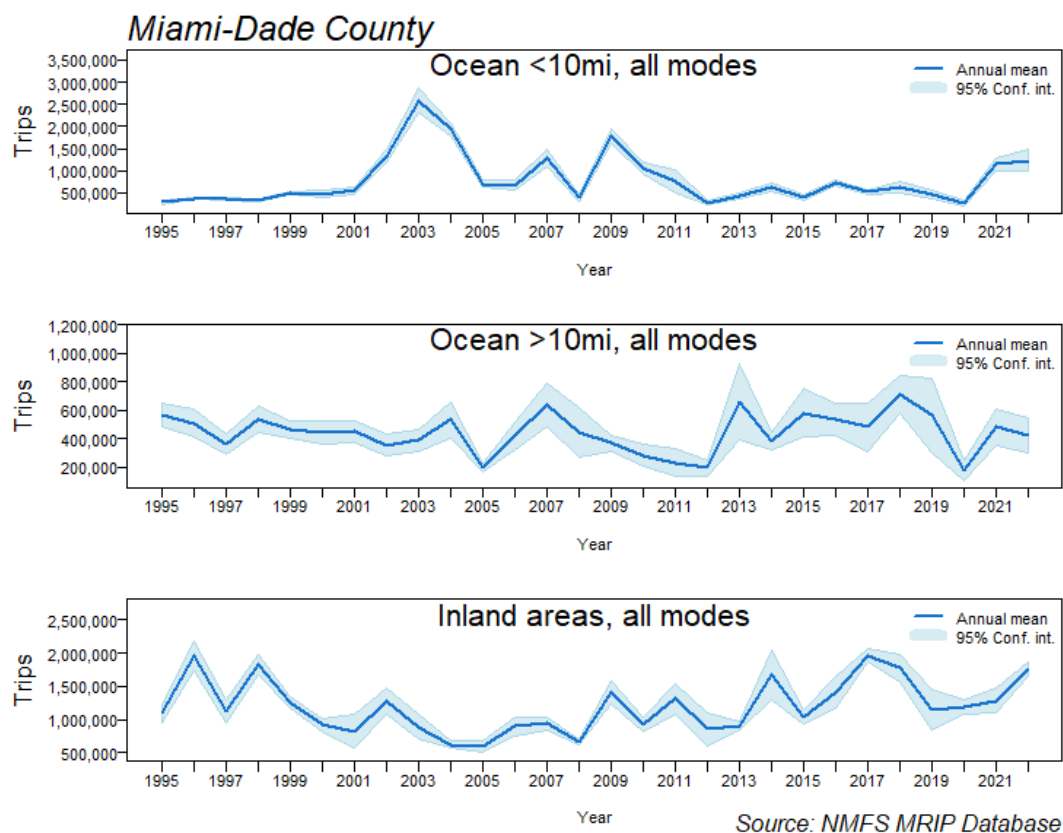 Miami-Dade County
Ocean <10mi, all modes
Annual mean
95% Conf. int.
Trips
3,500,000
3,000,000
2,500,000
2,000,000
1,500,000
1,000,000
500,000
1995 1997 1999 2001 2003 2005 2007 2009 2011 2013 2015 2017 2019 2021
Year
Ocean >10mi, all modes
Annual mean
95% Conf. int.
Trips
1,200,000
1,000,000
800,000
600,000
400,000
200,000
1995 1997 1999 2001 2003 2005 2007 2009 2011 2013 2015 2017 2019 2021
Year
Inland areas, all modes
Annual mean
95% Conf. int.
Trips
2,500,000
2,000,000
1,500,000
1,000,000
500,000
1995 1997 1999 2001 2003 2005 2007 2009 2011 2013 2015 2017 2019 2021
Year
Source: NMFS MRIP Database